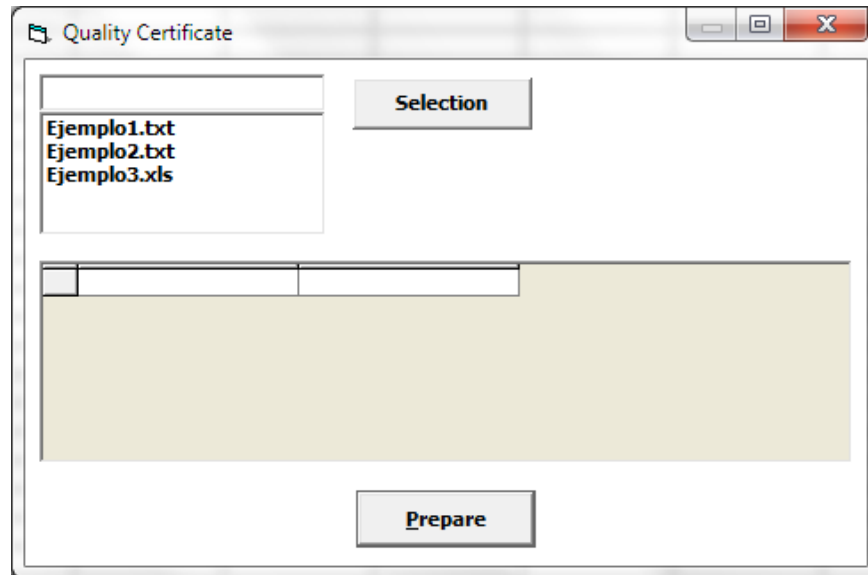 Quality Certificate
Selection
Ejemplo1.txt
Ejemplo2.txt
Ejemplo3.xls
Prepare